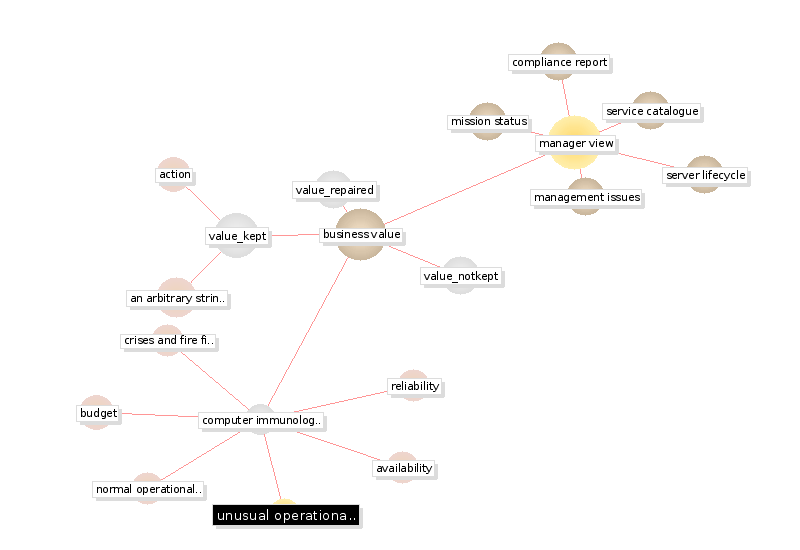 compliance report
service catalogue
mission status
manager view
server lifecycle
action
value_repaired
management issues
value_kept
business value
value_notkept
an arbitrary strin..
crises and fire fi..
reliability
budget
computer immunolog..
availability
normal operational..
unusual operationa..